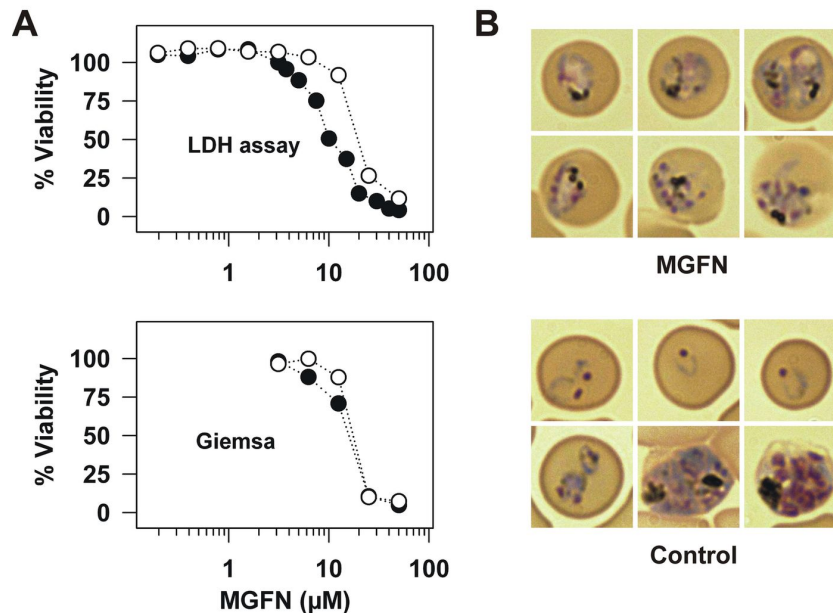 A
B
% Viability
100
75
50
25
0
LDH assay
1
10
100
MGFN
% Viability
100
75
50
25
0
Giemsa
1
10
100
MGFN (µM)
Control